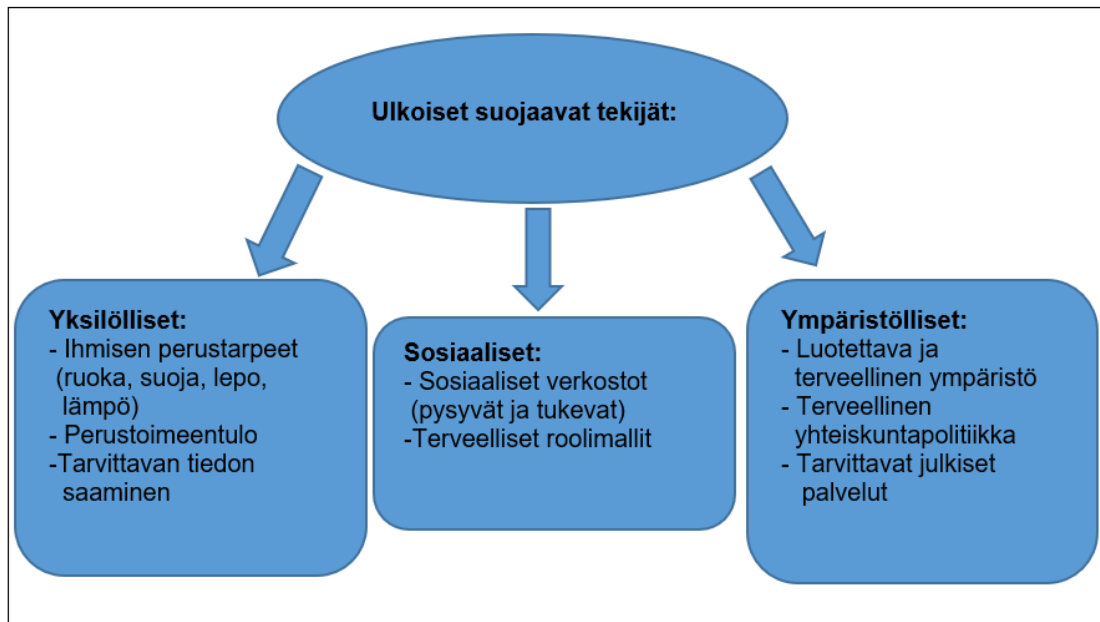 Ulkoiset suojaavat tekijät:
Yksilölliset:
- Ihmisen perustarpeet
(ruoka, suoja, lepo,
lämpö)
- Perustoimeentulo
-Tarvittavan tiedon
saaminen
Sosiaaliset:
- Sosiaaliset verkostot
(pysyvät ja tukevat)
-Terveelliset roolimallit
Ympäristölliset:
- Luotettava ja
terveellinen ympäristö
- Terveellinen
yhteiskuntapolitiikka
- Tarvittavat julkiset
palvelut